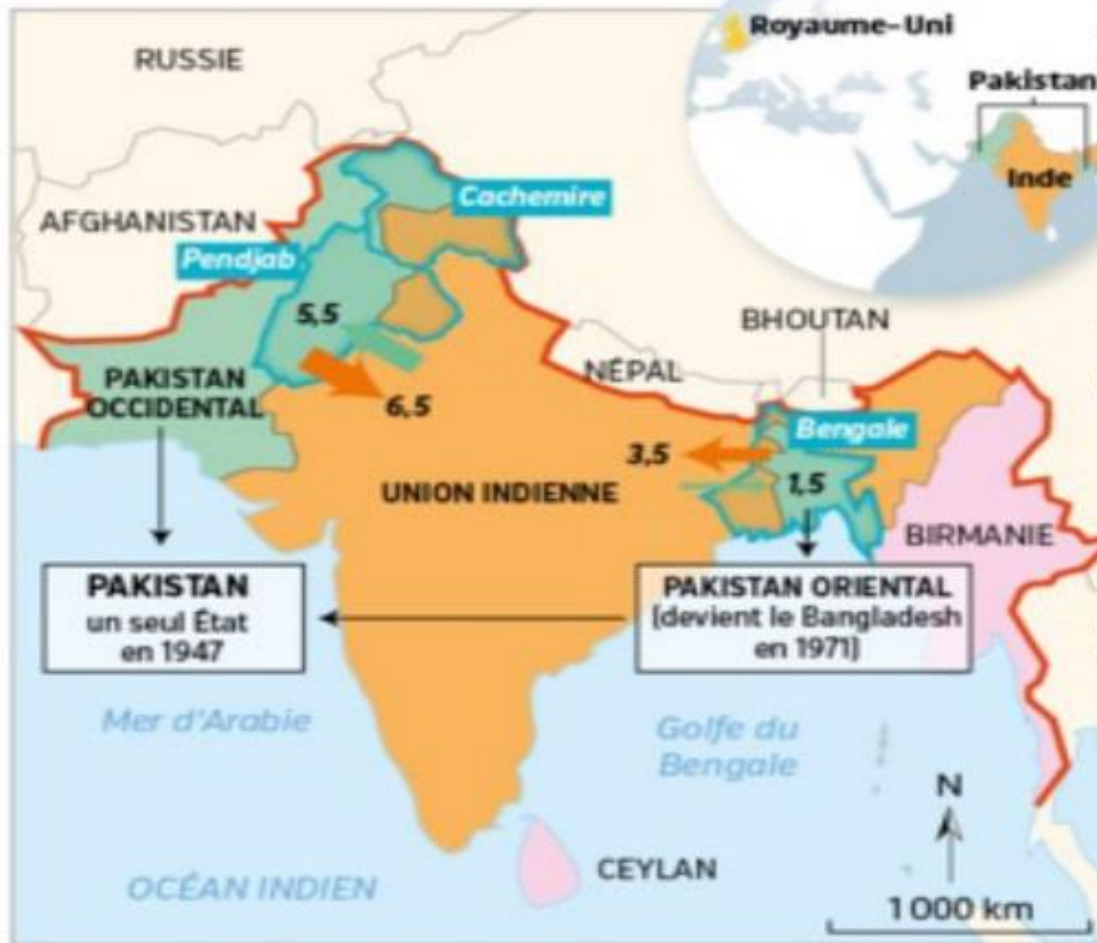 RUSSIE
Royaume-Uni
Pakistan
Inde
AFGHANISTAN
Cachemire
Pendjab
5,5
6,5
PAKISTAN
OCCIDENTAL
BHOUTAN
NÉPAL
Bengale
3,5
1,5
UNION INDIENNE
BIRMANIE
PAKISTAN
un seul État
en 1947
PAKISTAN ORIENTAL
(devient le Bangladesh
en 1971)
Mer d'Arabie
Golfe du
Bengale
N
CEYLAN
OCÉAN INDIEN
1 000 km